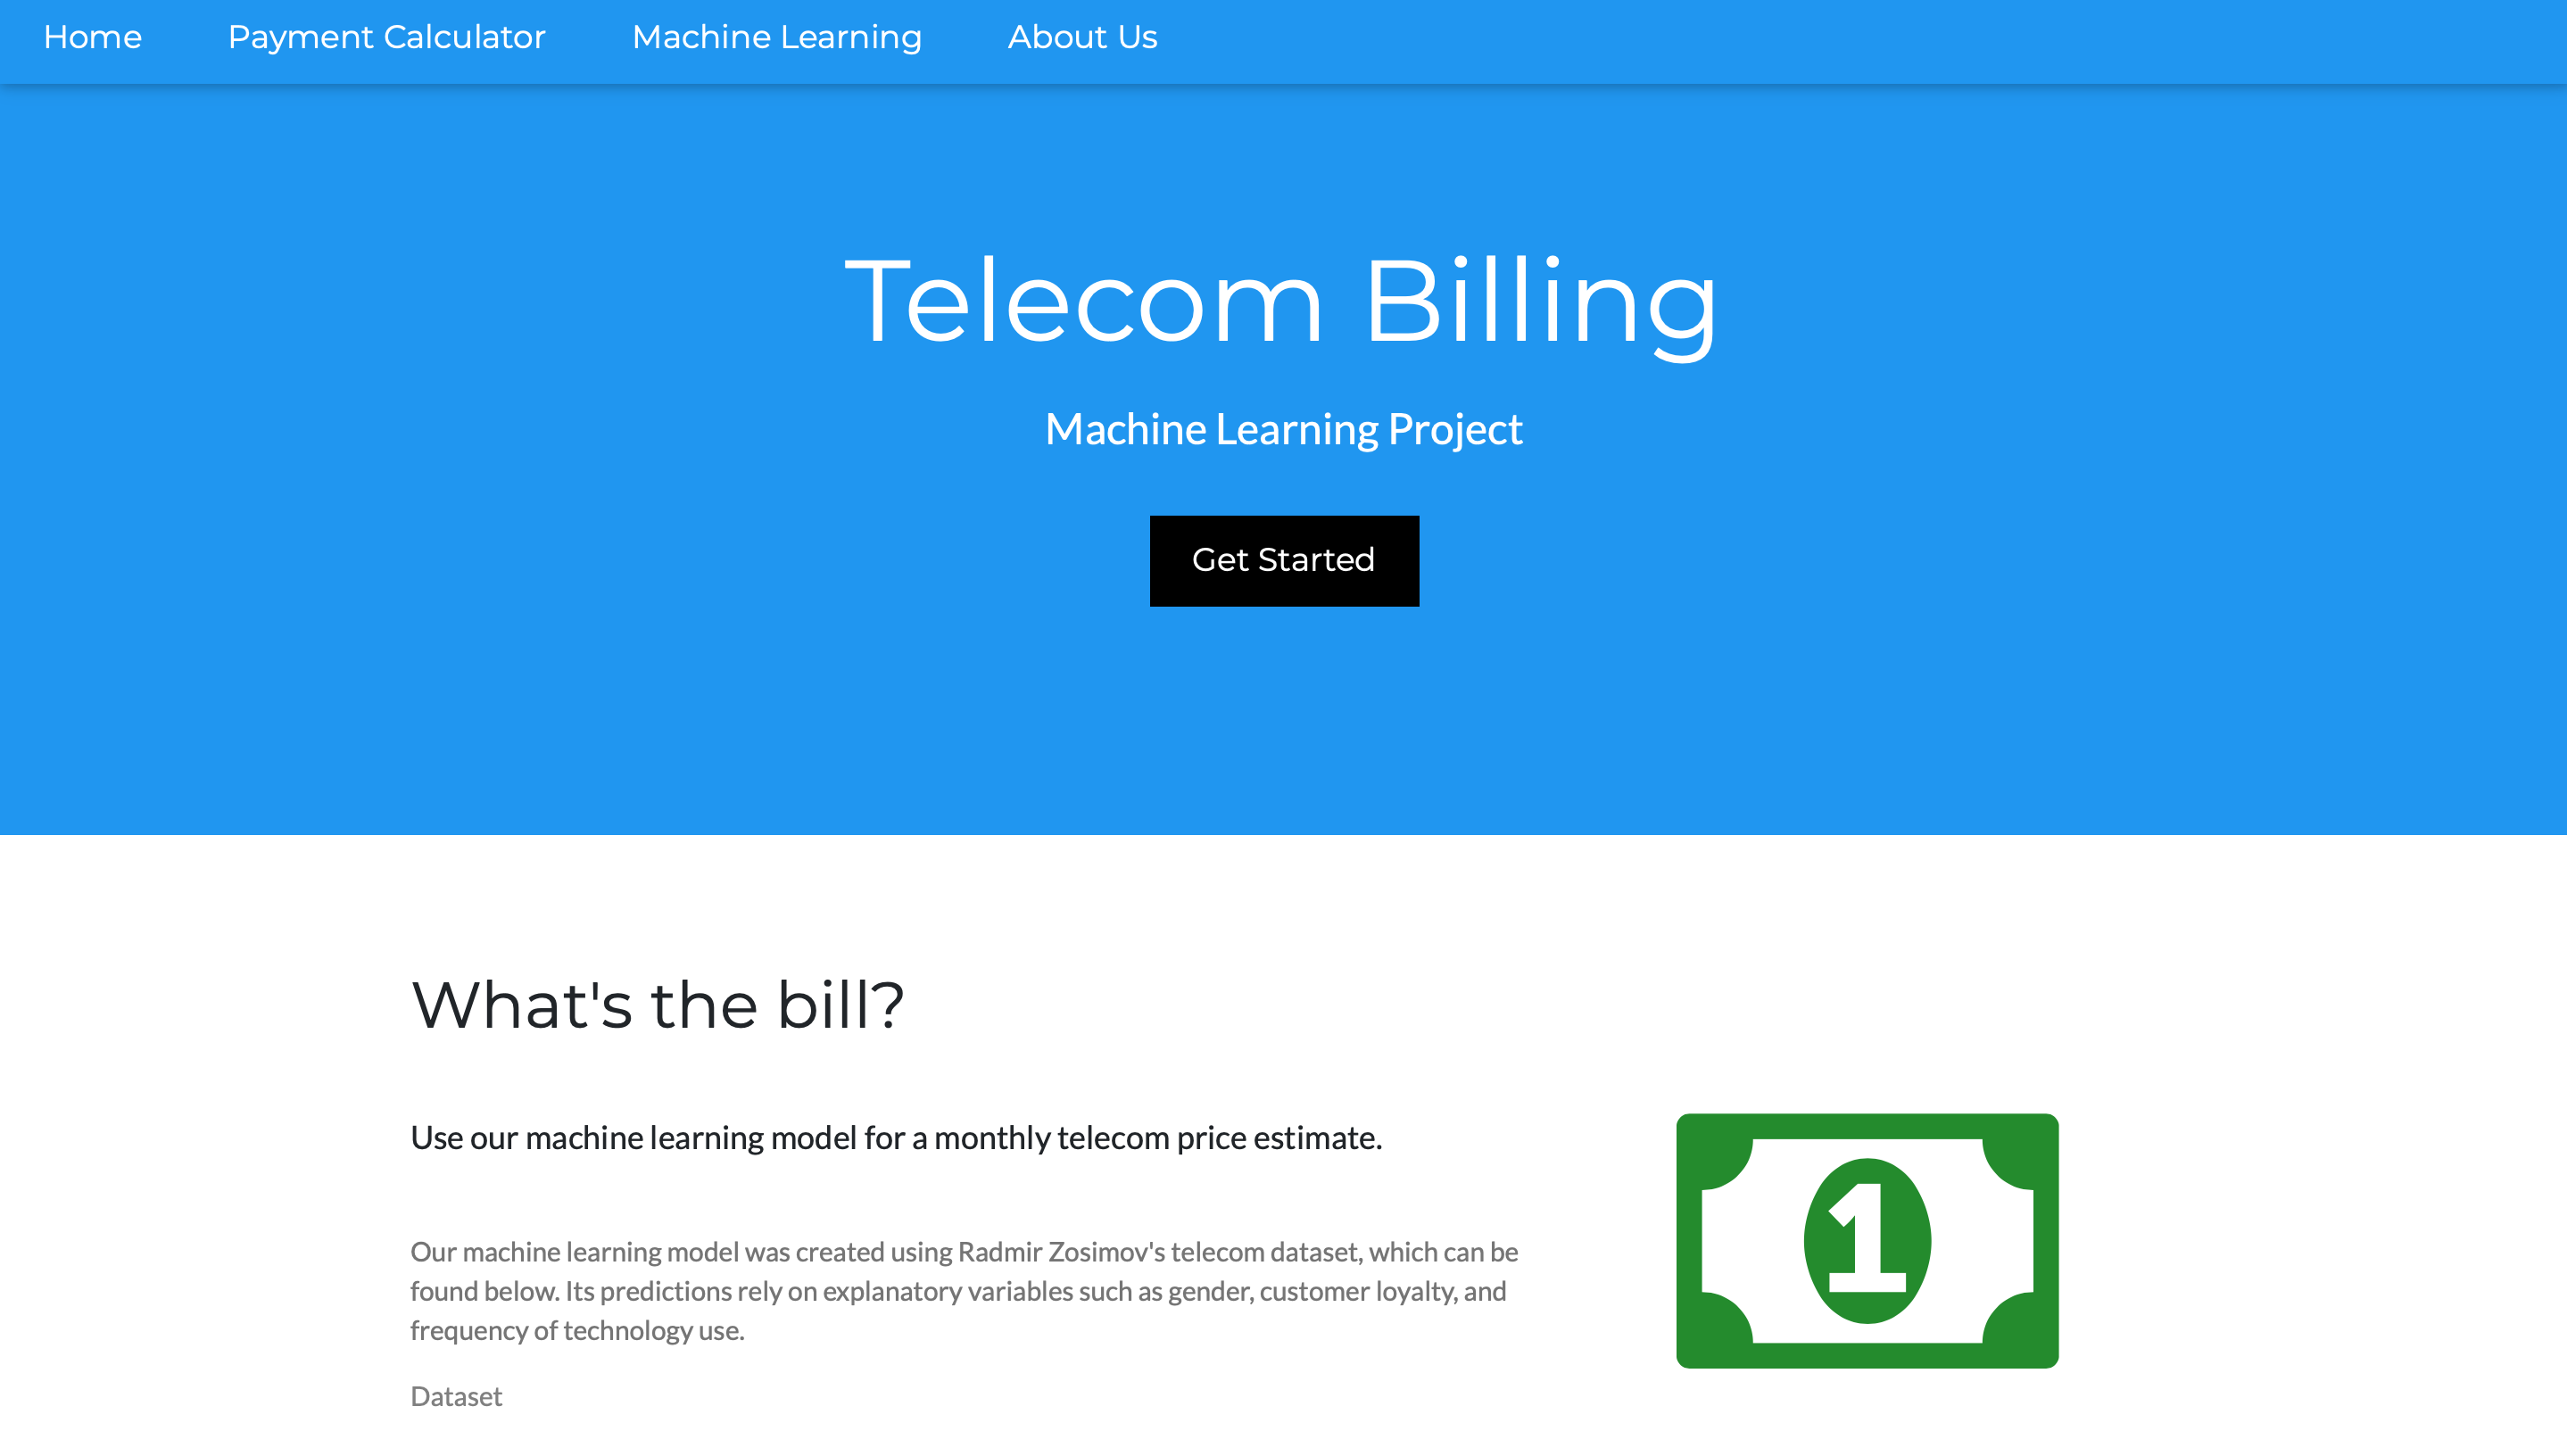 Home Payment Calculator Machine Learning About Us
Telecom Billing
Machine Learning Project
Get Started
What's the bill?
Use our machine learning model for a monthly telecom price estimate.
Our machine learning model was created using Radmir Zosimov's telecom dataset, which can be
found below. Its predictions rely on explanatory variables such as gender, customer loyalty, and
frequency of technology use.
Dataset
1